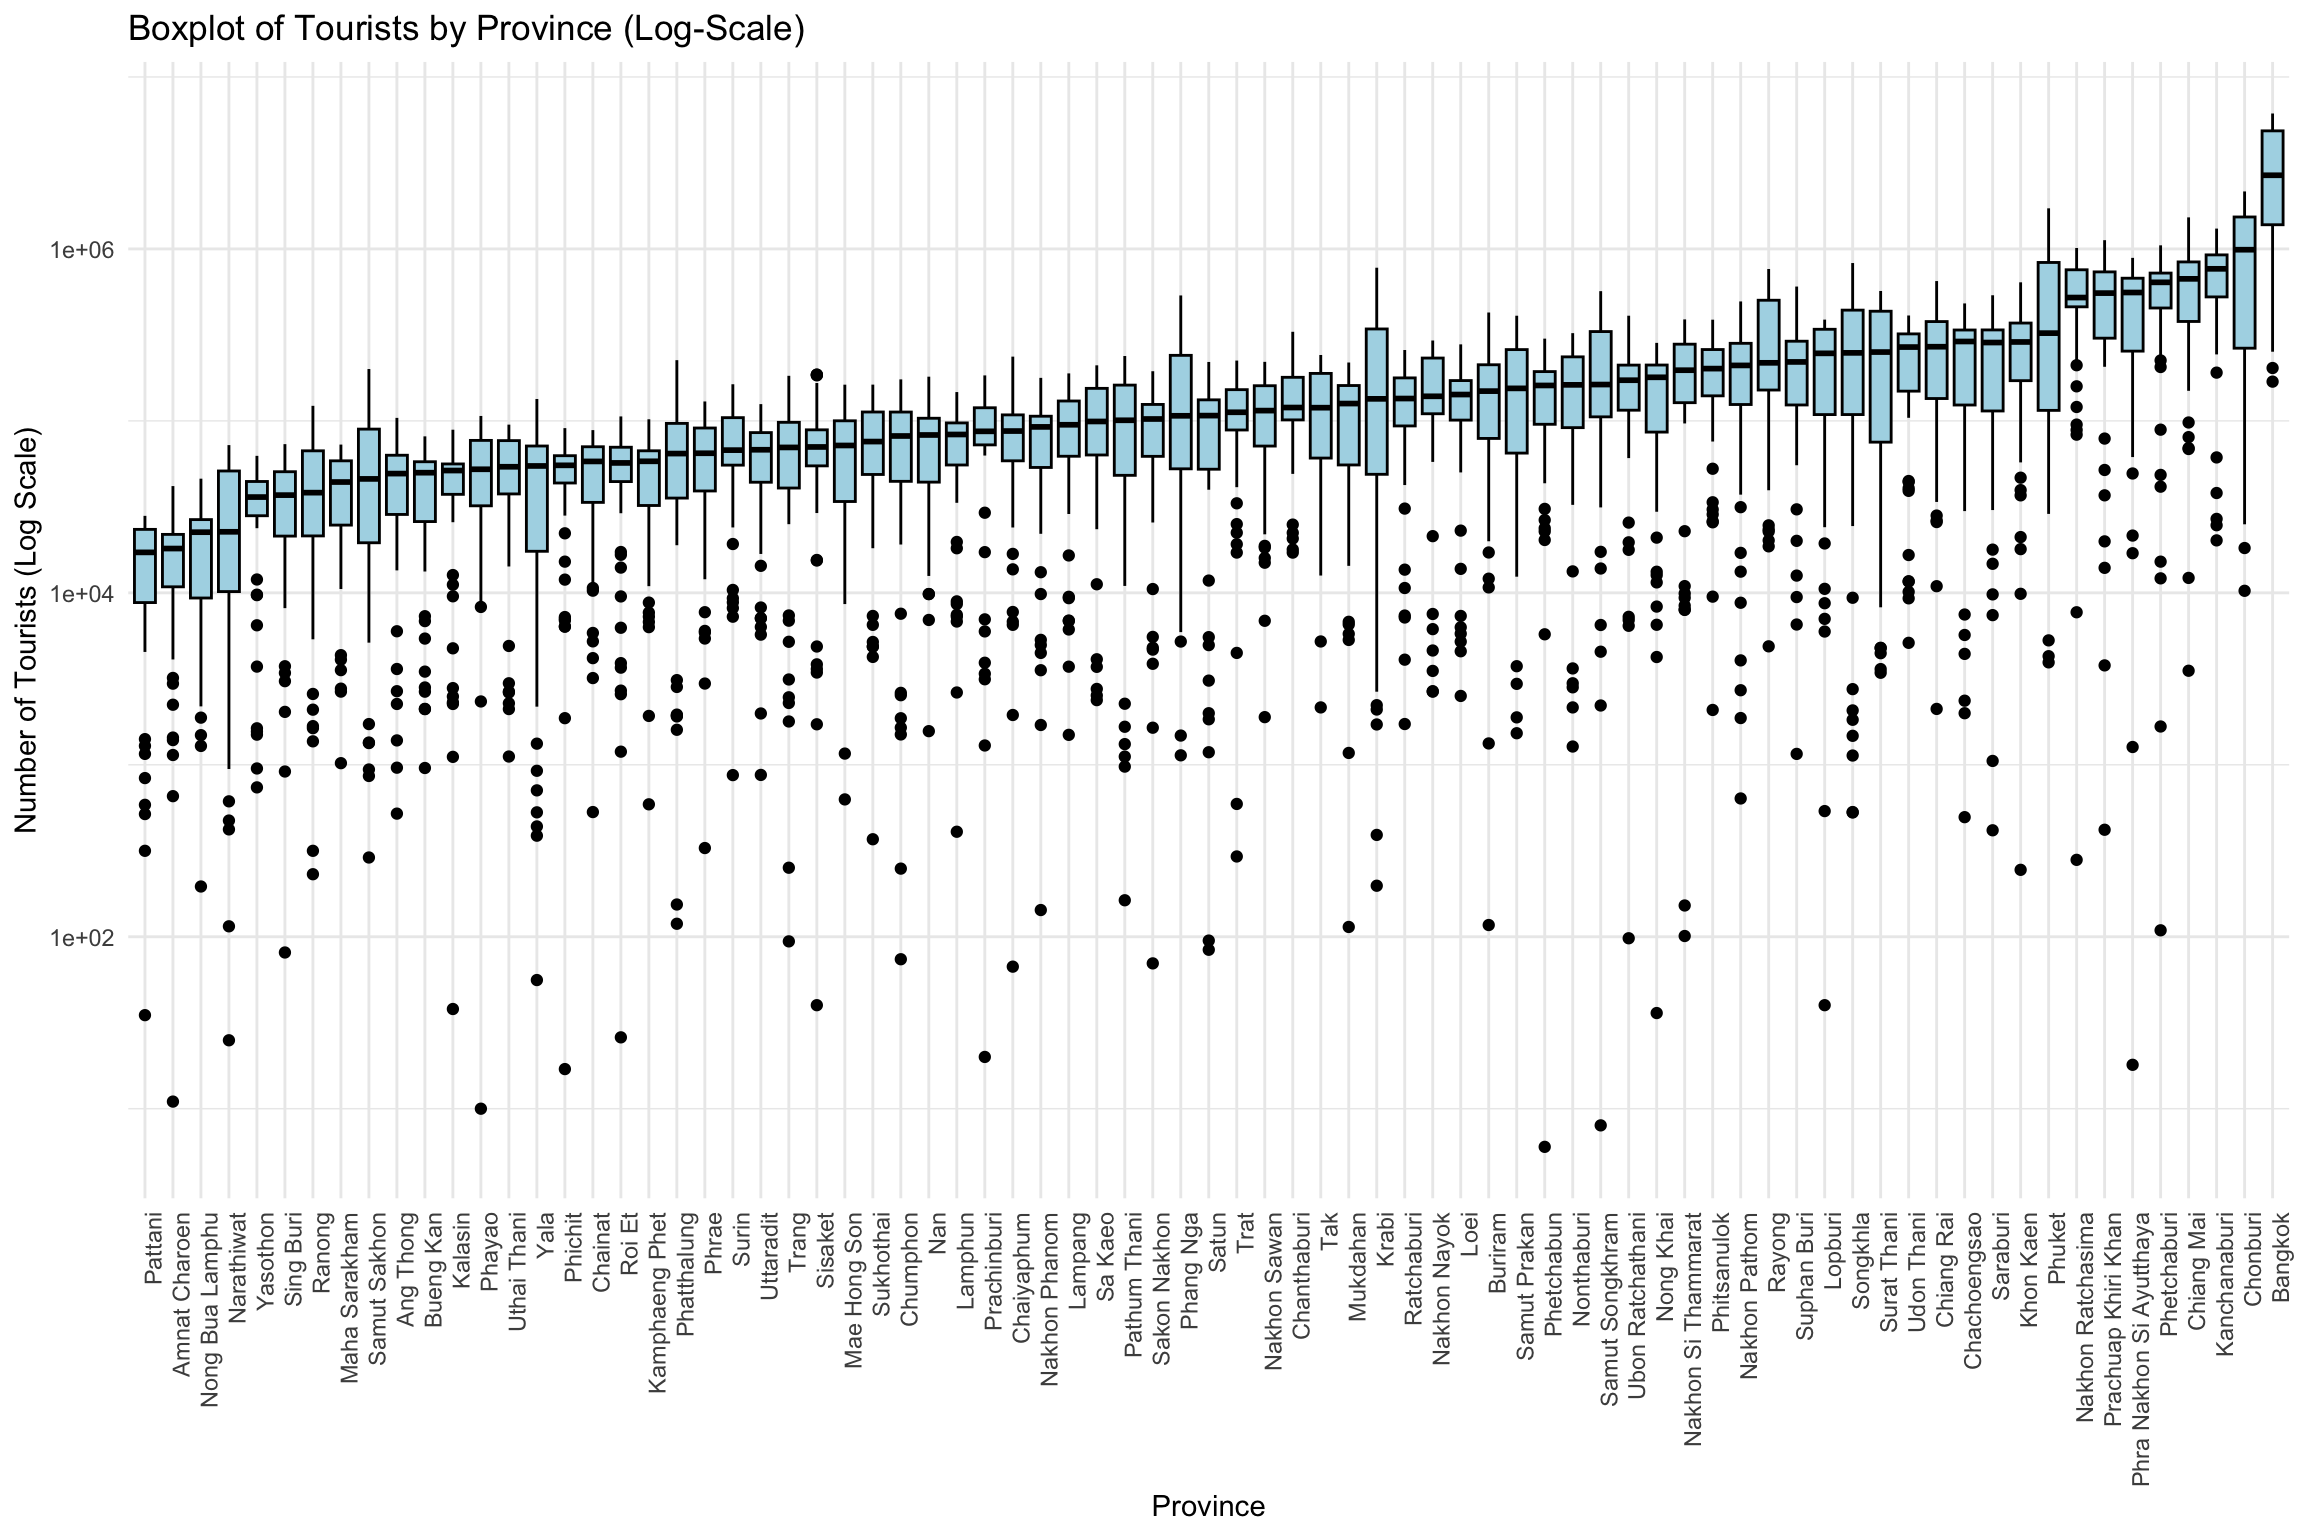 Boxplot of Tourists by Province (Log-Scale)
Number of Tourists (Log Scale)
1e+06
1e+04
1e+02
Pattani
Amnat Charoen
Nong Bua Lamphu
Narathiwat
Yasothon
Sing Buri
Ranong
Maha Sarakham
Samut Sakhon
Ang Thong
Bueng Kan
Kalasin
Phayao
Uthai Thani
Yala
Phichit
Chainat
Roi Et
Kamphaeng Phet
Phatthalung
Phrae
Surin
Uttaradit
Trang
Sisaket
Mae Hong Son
Sukhothai
Chumphon
Nan
Lamphun
Prachinburi
Chaiyaphum
Nakhon Phanom
Lampang
Sa Kaeo
Pathum Thani
Sakon Nakhon
Phang Nga
Satun
Trat
Nakhon Sawan
Chanthaburi
Tak
Mukdahan
Krabi
Ratchaburi
Nakhon Nayok
Loei
Buriram
Samut Prakan
Phetchabun
Nonthaburi
Samut Songkhram
Ubon Ratchathani
Nong Khai
Nakhon Si Thammarat
Phitsanulok
Nakhon Pathom
Rayong
Suphan Buri
Lopburi
Songkhla
Surat Thani
Udon Thani
Chiang Rai
Chachoengsao
Saraburi
Khon Kaen
Phuket
Nakhon Ratchasima
Prachuap Khiri Khan
Phra Nakhon Si Ayutthaya
Phetchaburi
Chiang Mai
Kanchanaburi
Chonburi
Bangkok
Province